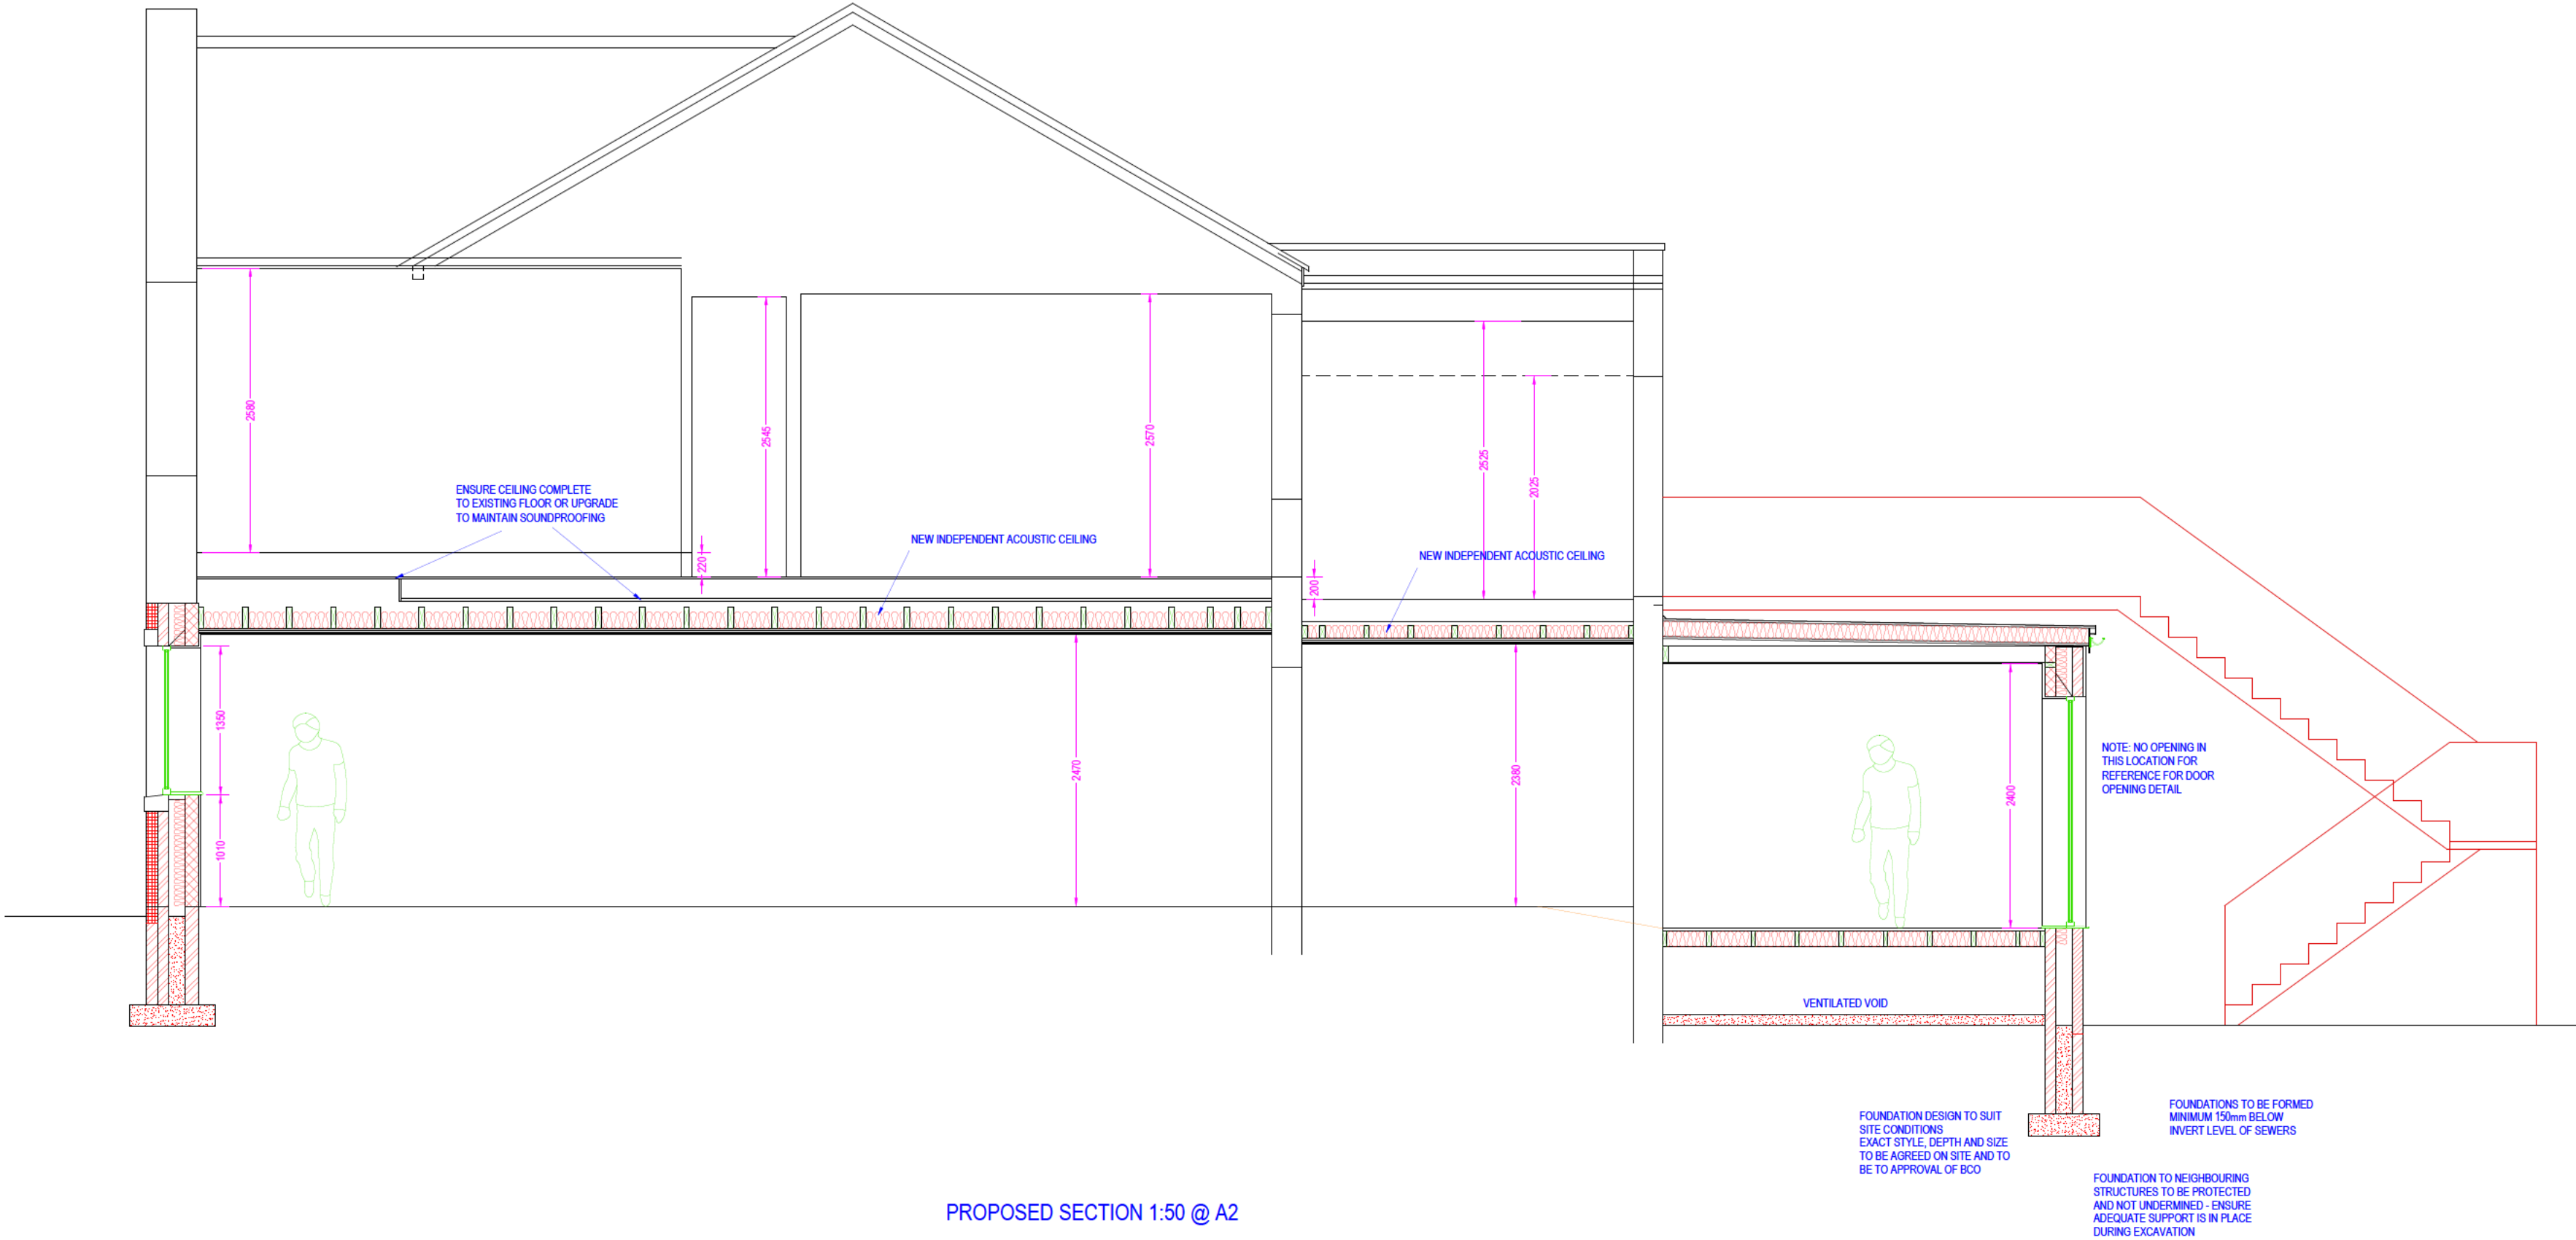 2580
2545
2570
2525
2025
ENSURE CEILING COMPLETE
TO EXISTING FLOOR OR UPGRADE
TO MAINTAIN SOUNDPROOFING
NEW INDEPENDENT ACOUSTIC CEILING
NEW INDEPENDENT ACOUSTIC CEILING
220
200
1350
1010
2470
2380
2400
NOTE: NO OPENING IN
THIS LOCATION FOR
REFERENCE FOR DOOR
OPENING DETAIL
VENTILATED VOID
FOUNDATION DESIGN TO SUIT
SITE CONDITIONS
EXACT STYLE, DEPTH AND SIZE
TO BE AGREED ON SITE AND TO
BE TO APPROVAL OF BCO
FOUNDATIONS TO BE FORMED
MINIMUM 150mm BELOW
INVERT LEVEL OF SEWERS
FOUNDATION TO NEIGHBOURING
STRUCTURES TO BE PROTECTED
AND NOT UNDERMINED - ENSURE
ADEQUATE SUPPORT IS IN PLACE
DURING EXCAVATION
PROPOSED SECTION 1:50 @ A2